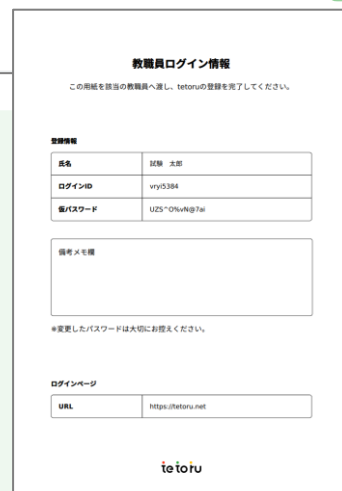 教職員ログイン情報
この用紙を該当の教職員へ渡し、tetoruの登録を完了してください。
登録情報
氏名 試験 太郎
ログインID vryi5384
仮パスワード UZS^O%vN@7ai
備考メモ欄
※変更したパスワードは大切にお控えください。
ログインページ
URL https://tetoru.net
tetoru